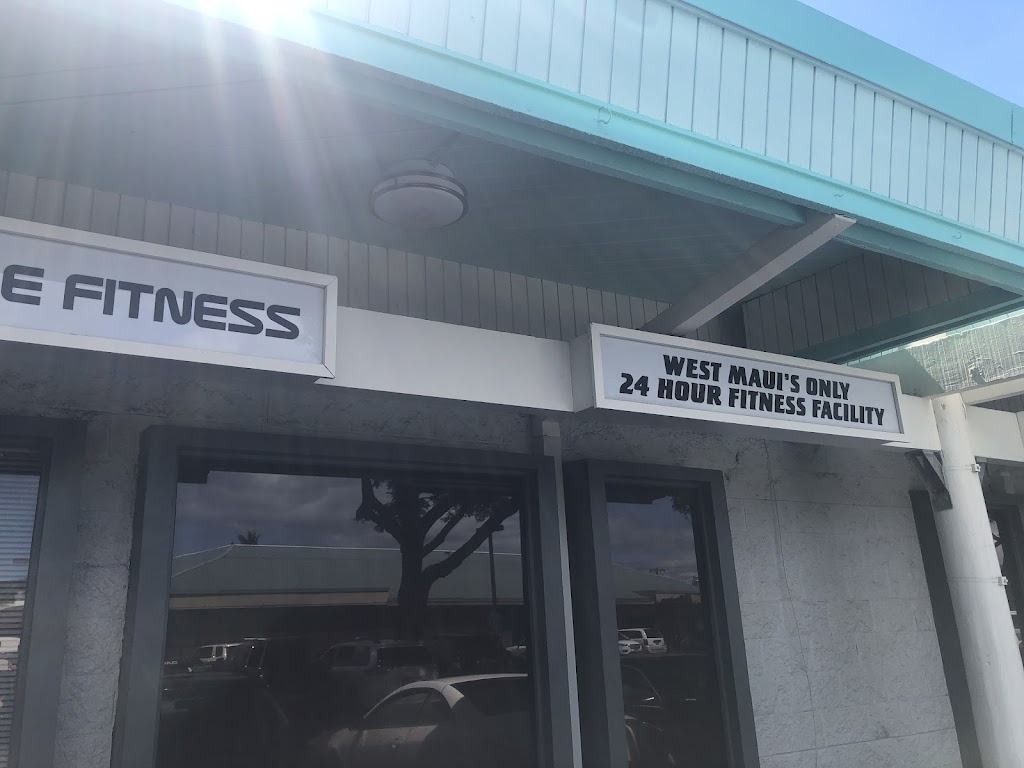 E FITNESS
WEST MAUI'S ONLY
24 HOUR FITNESS FACILITY